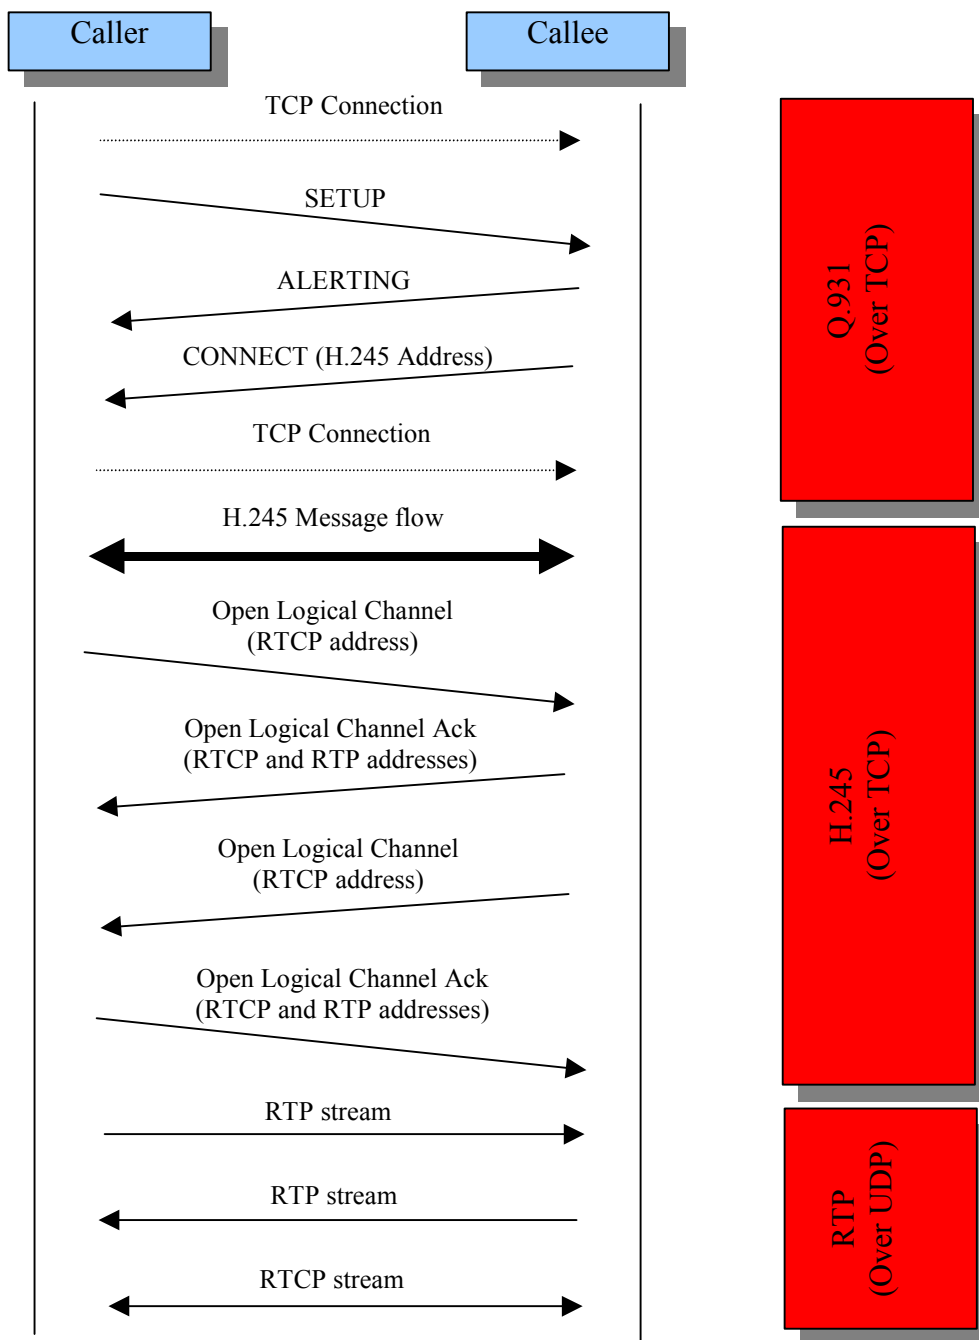 Caller
Callee
TCP Connection
SETUP
ALERTING
CONNECT (H.245 Address)
TCP Connection
Q.931
(Over TCP)
H.245 Message flow
Open Logical Channel
(RTCP address)
Open Logical Channel Ack
(RTCP and RTP addresses)
Open Logical Channel
(RTCP address)
Open Logical Channel Ack
(RTCP and RTP addresses)
H.245
(Over TCP)
RTP stream
RTP stream
RTCP stream
RTP
(Over UDP)